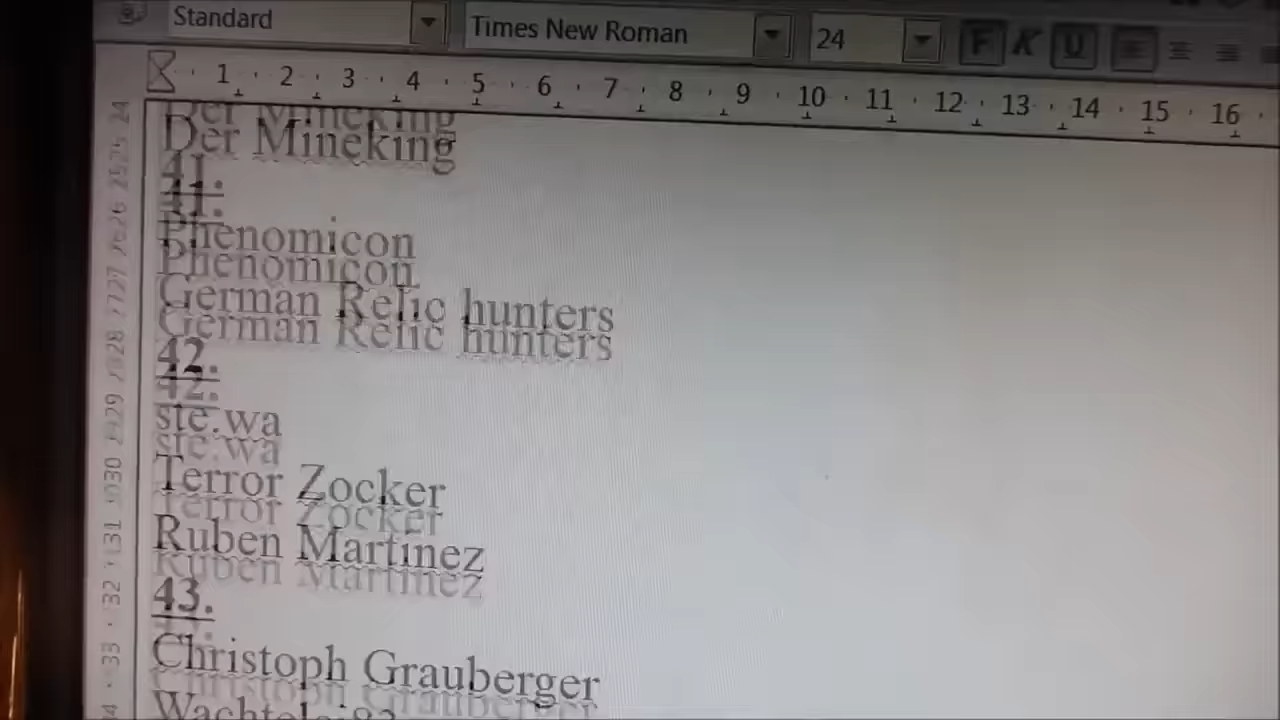 Standard Times New Roman 24 F K U
1 2 3 4 5 6 7 8 9 10 11 12 13 14 15 16
Der Mineking
41.
Phenomicon
German Relic hunters
42.
ste.wa
Terror Zocker
Ruben Martinez
43.
Christoph Grauberger